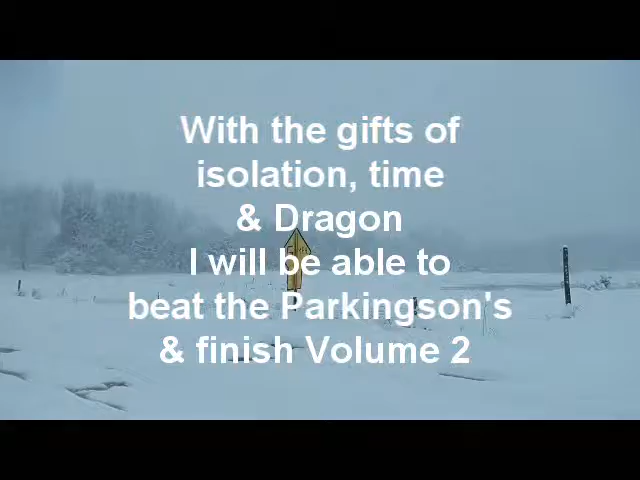 With the gifts of
isolation, time
& Dragon
I will be able to
beat the Parkingson's
& finish Volume 2